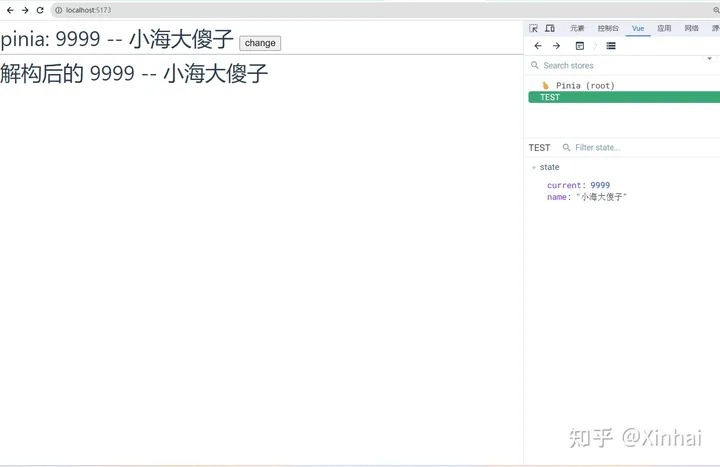 localhost:5173
pinia: 9999 -- 小海大傻子 change
解构后的 9999 -- 小海大傻子
元素 控制台 Vue 应用 网络
Search stores
Pinia (root)
TEST
TEST Filter state...
state
current: 9999
name: "小海大傻子"
知乎 @Xinhai